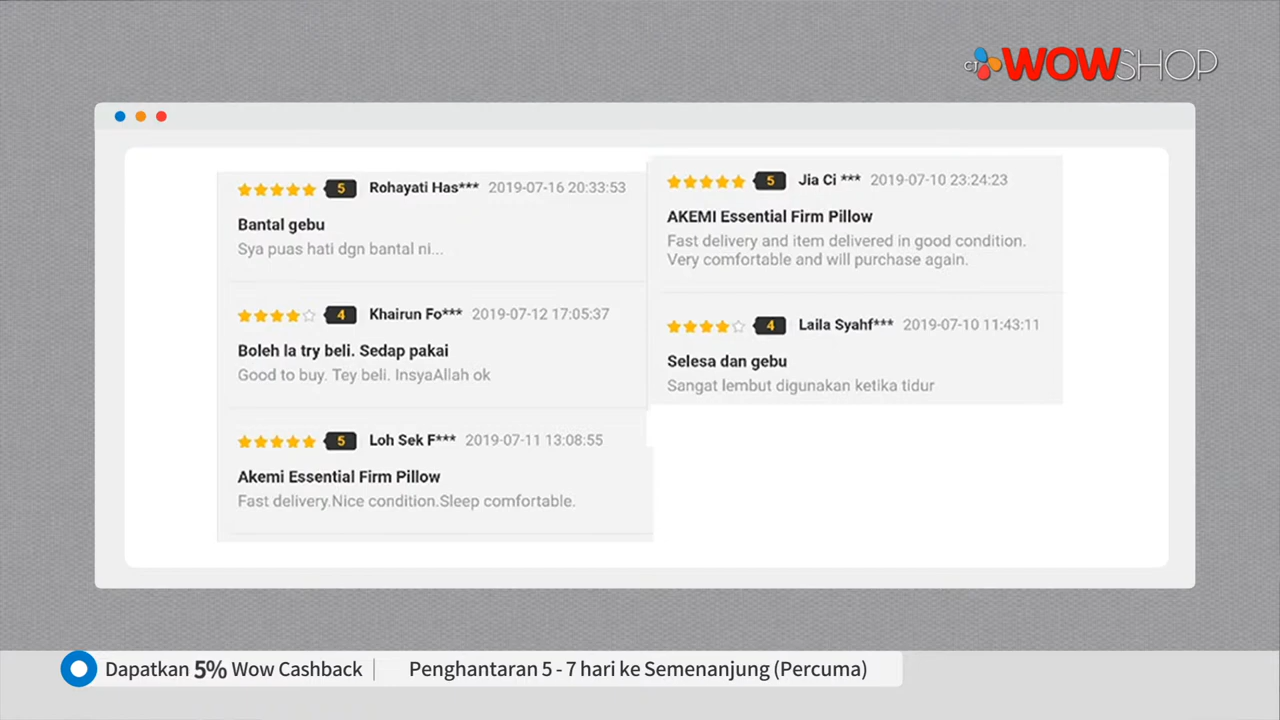 CJ WOWSHOP
5 Rohayati Has*** 2019-07-16 20:33:53
Bantal gebu
Sya puas hati dgn bantal ni...
4 Khairun Fo*** 2019-07-12 17:05:37
Boleh la try beli. Sedap pakai
Good to buy. Tey beli. InsyaAllah ok
5 Loh Sek F*** 2019-07-11 13:08:55
Akemi Essential Firm Pillow
Fast delivery.Nice condition.Sleep comfortable.
5 Jia Ci *** 2019-07-10 23:24:23
AKEMI Essential Firm Pillow
Fast delivery and item delivered in good condition.
Very comfortable and will purchase again.
4 Laila Syahf*** 2019-07-10 11:43:11
Selesa dan gebu
Sangat lembut digunakan ketika tidur
Dapatkan 5% Wow Cashback | Penghantaran 5 - 7 hari ke Semenanjung (Percuma)